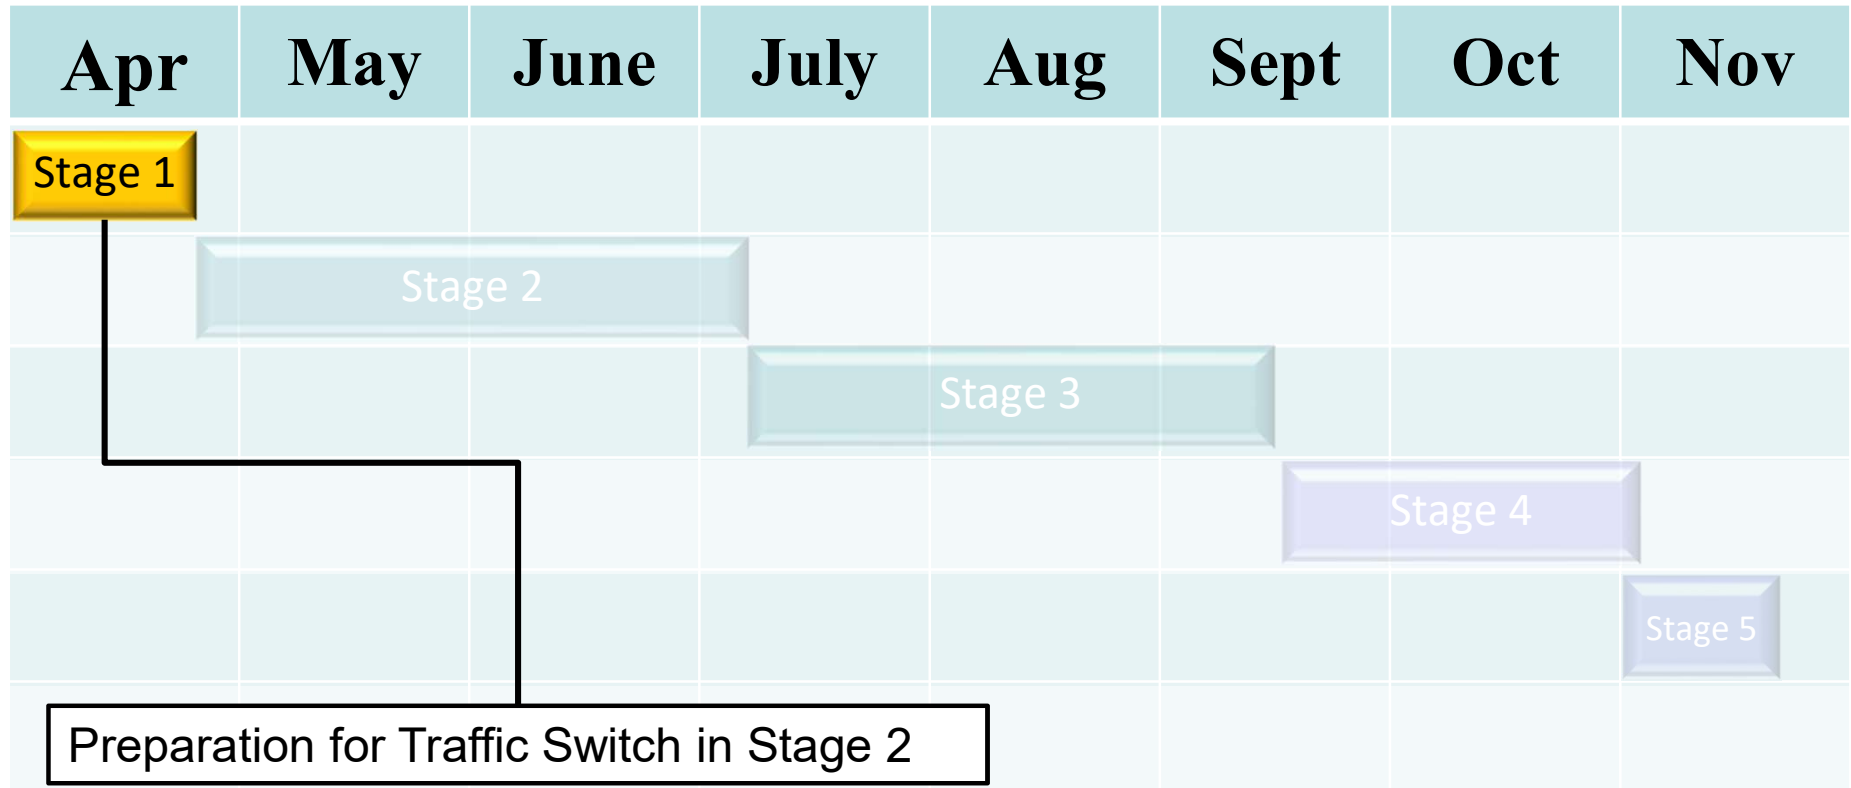 Apr May June July Aug Sept Oct Nov
Stage 1
Stage 2
Stage 3
Stage 4
Stage 5
Preparation for Traffic Switch in Stage 2